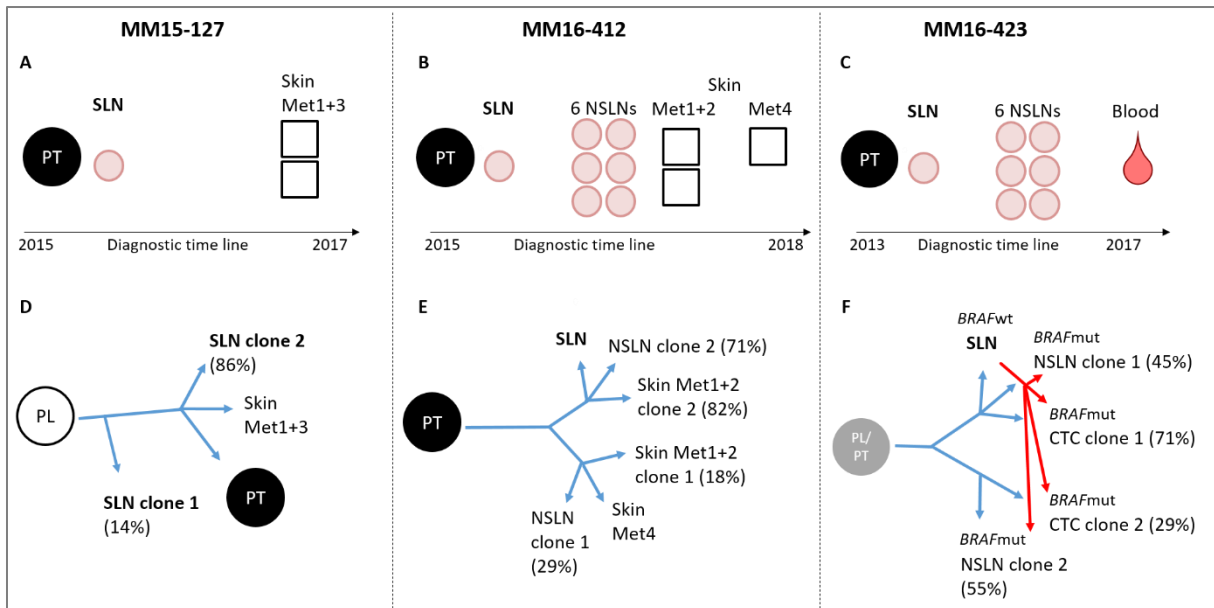 MM15-127
MM16-412
MM16-423
A
SLN
Skin
Met1+3
PT
2015
Diagnostic time line
2017
B
SLN
6 NSLNs
Skin
Met1+2
Met4
PT
2015
Diagnostic time line
2018
C
SLN
6 NSLNs
Blood
PT
2013
Diagnostic time line
2017
D
SLN clone 2
(86%)
PL
Skin
Met1+3
SLN clone 1
(14%)
PT
E
SLN
NSLN clone 2 (71%)
Skin Met1+2
clone 2 (82%)
PT
Skin Met1+2
clone 1 (18%)
NSLN
clone 1
(29%)
Skin
Met4
F
BRAFwt
SLN
BRAFmut
NSLN clone 1 (45%)
BRAFmut
CTC clone 1 (71%)
PL/
PT
BRAFmut
CTC clone 2 (29%)
BRAFmut
NSLN clone 2
(55%)